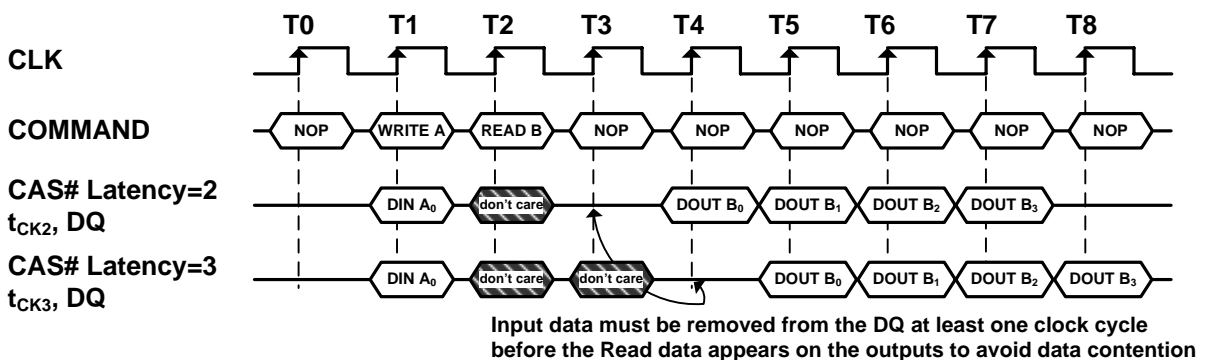 T0 T1 T2 T3 T4 T5 T6 T7 T8
CLK
COMMAND NOP WRITE A READ B NOP NOP NOP NOP NOP NOP
CAS# Latency=2
tCK2, DQ DIN A0 don't care DOUT B0 DOUT B1 DOUT B2 DOUT B3
CAS# Latency=3
tCK3, DQ DIN A0 don't care don't care DOUT B0 DOUT B1 DOUT B2 DOUT B3
Input data must be removed from the DQ at least one clock cycle
before the Read data appears on the outputs to avoid data contention